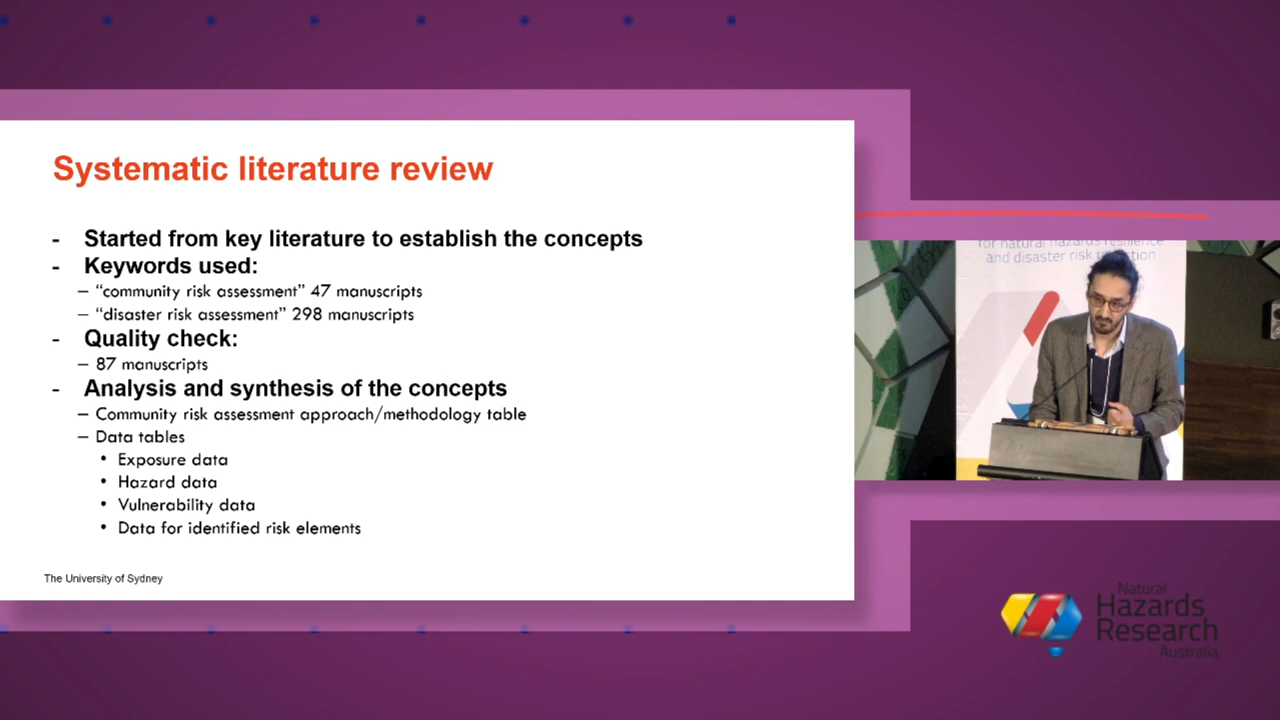 Systematic literature review
- Started from key literature to establish the concepts
- Keywords used:
– “community risk assessment” 47 manuscripts
– “disaster risk assessment” 298 manuscripts
- Quality check:
– 87 manuscripts
- Analysis and synthesis of the concepts
– Community risk assessment approach/methodology table
– Data tables
• Exposure data
• Hazard data
• Vulnerability data
• Data for identified risk elements
The University of Sydney
for natural hazards resilience
and disaster risk
Natural
Hazards
Research
Australia